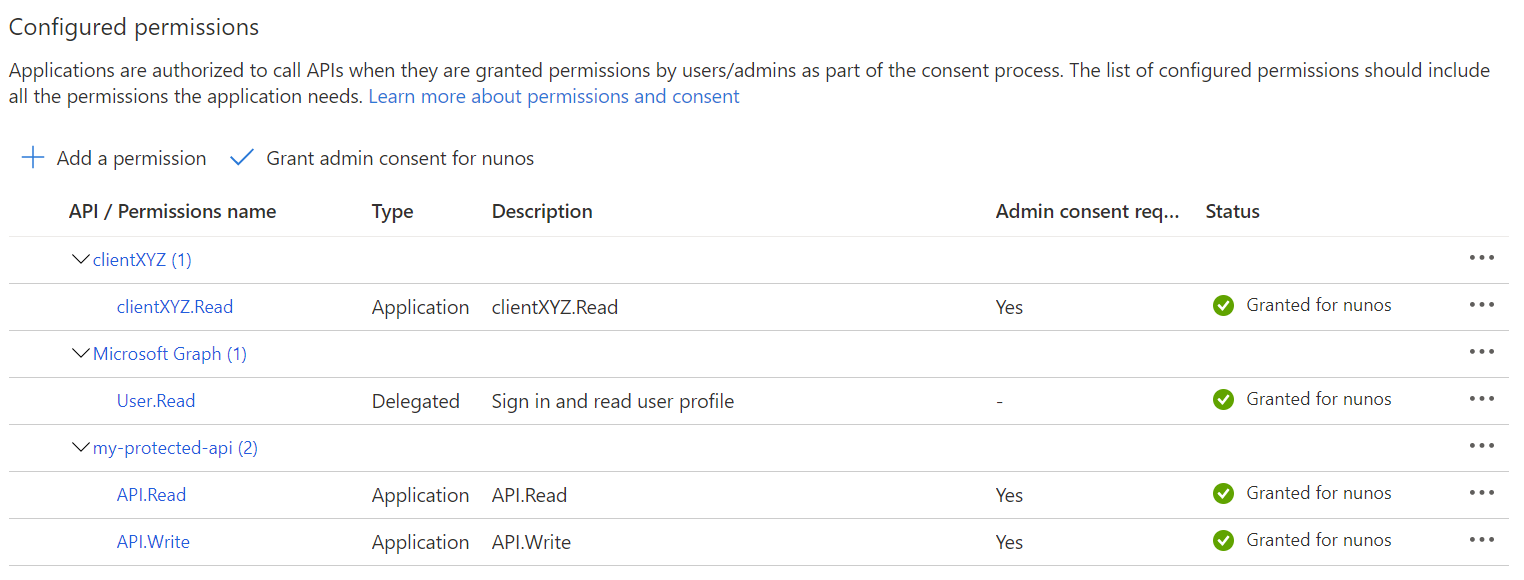 Configured permissions
Applications are authorized to call APIs when they are granted permissions by users/admins as part of the consent process. The list of configured permissions should include
all the permissions the application needs. Learn more about permissions and consent
Add a permission Grant admin consent for nunos
API / Permissions name Type Description Admin consent req... Status
clientXYZ (1)
clientXYZ.Read Application clientXYZ.Read Yes Granted for nunos
Microsoft Graph (1)
User.Read Delegated Sign in and read user profile - Granted for nunos
my-protected-api (2)
API.Read Application API.Read Yes Granted for nunos
API.Write Application API.Write Yes Granted for nunos